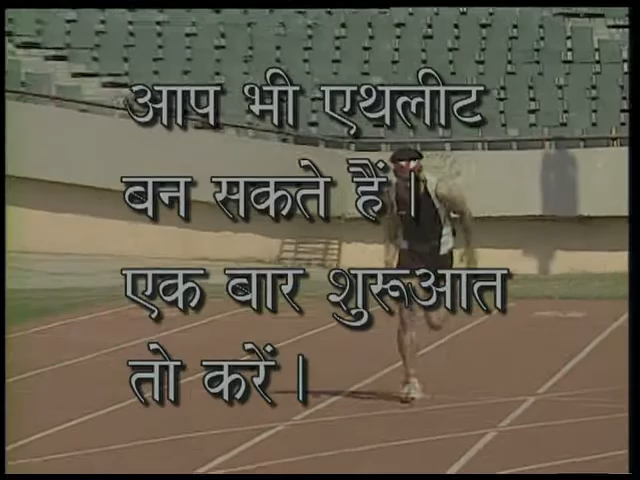 आप भी एथलीट
बन सकते हैं।
एक बार शुरूआत
तो करें।